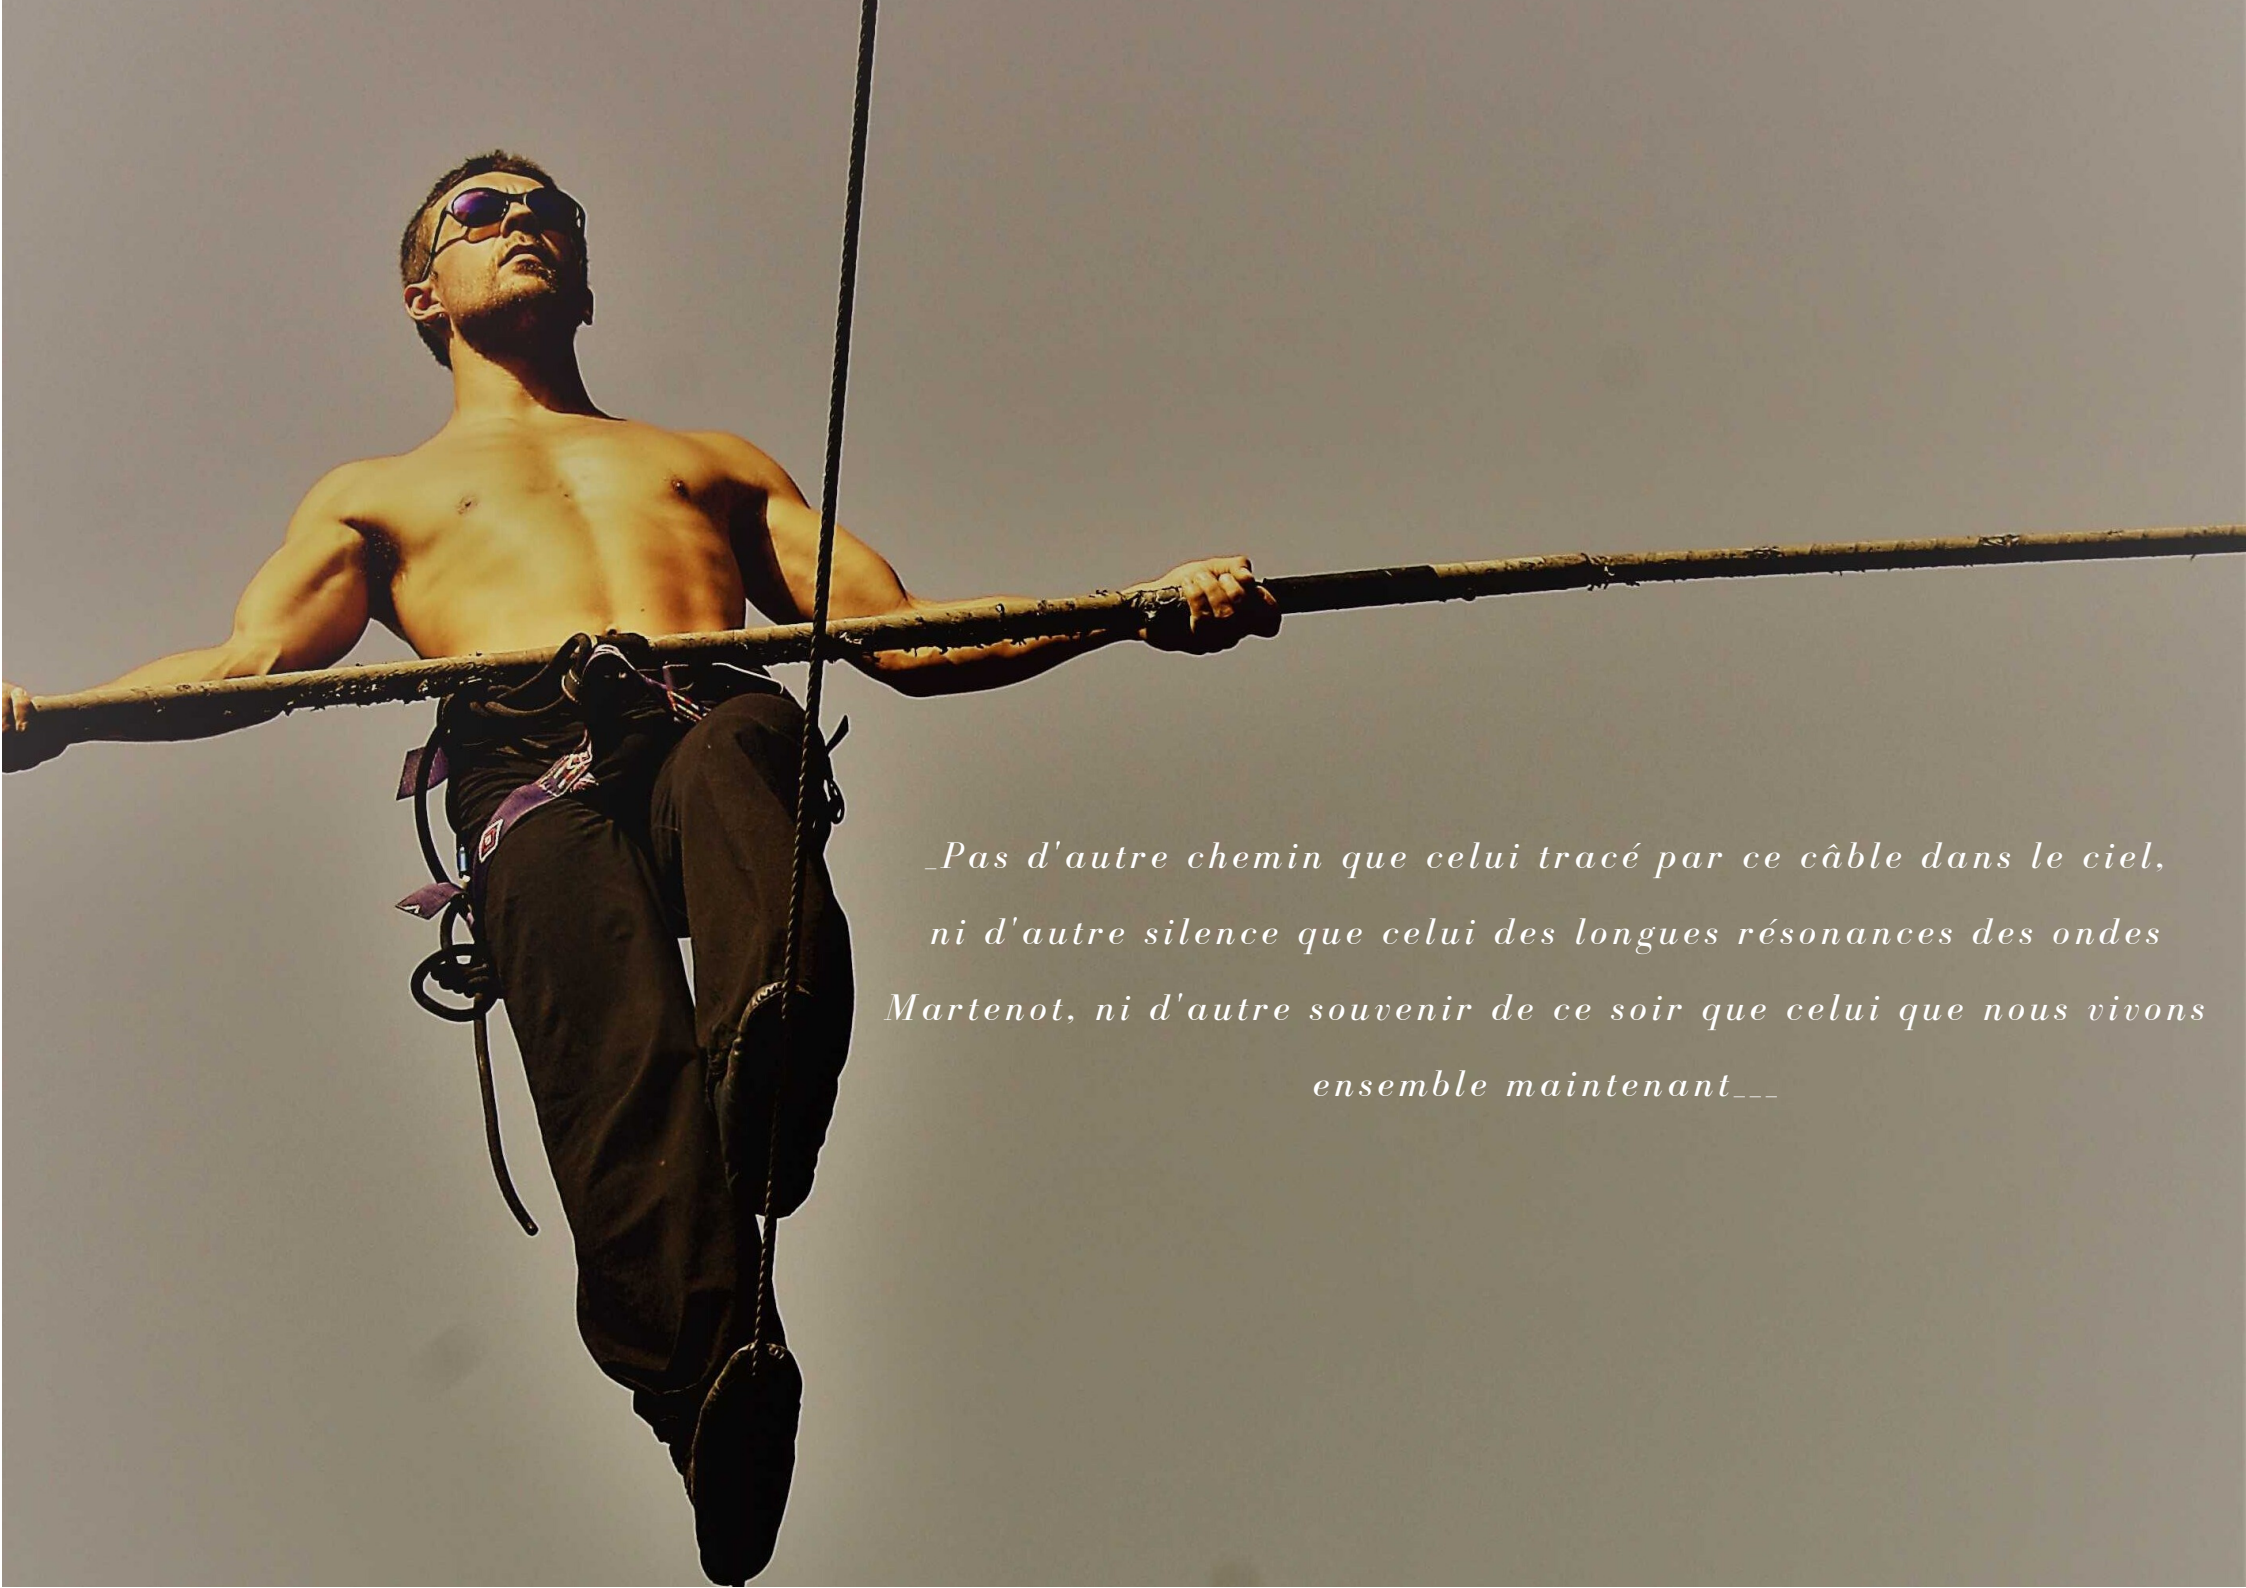 _Pas d'autre chemin que celui tracé par ce câble dans le ciel,
ni d'autre silence que celui des longues résonances des ondes
Martenot, ni d'autre souvenir de ce soir que celui que nous vivons
ensemble maintenant___